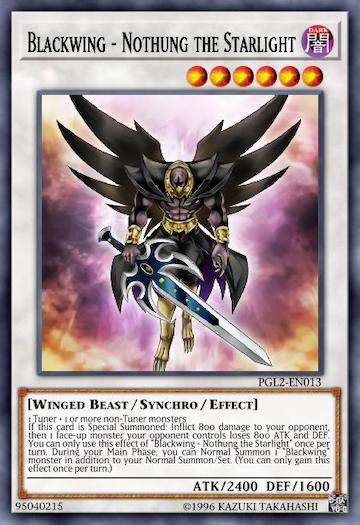 BLACKWING - NOTHUNG THE STARLIGHT
DARK
闇
PGL2-EN013
[WINGED BEAST / SYNCHRO / EFFECT]
1 Tuner + 1 or more non-Tuner monsters
If this card is Special Summoned: Inflict 800 damage to your opponent,
then 1 face-up monster your opponent controls loses 800 ATK and DEF.
You can only use this effect of "Blackwing - Nothung the Starlight" once per
turn. During your Main Phase, you can Normal Summon 1 "Blackwing"
monster in addition to your Normal Summon/Set. (You can only gain this
effect once per turn.)
ATK/2400 DEF/1600
95040215
©1996 KAZUKI TAKAHASHI